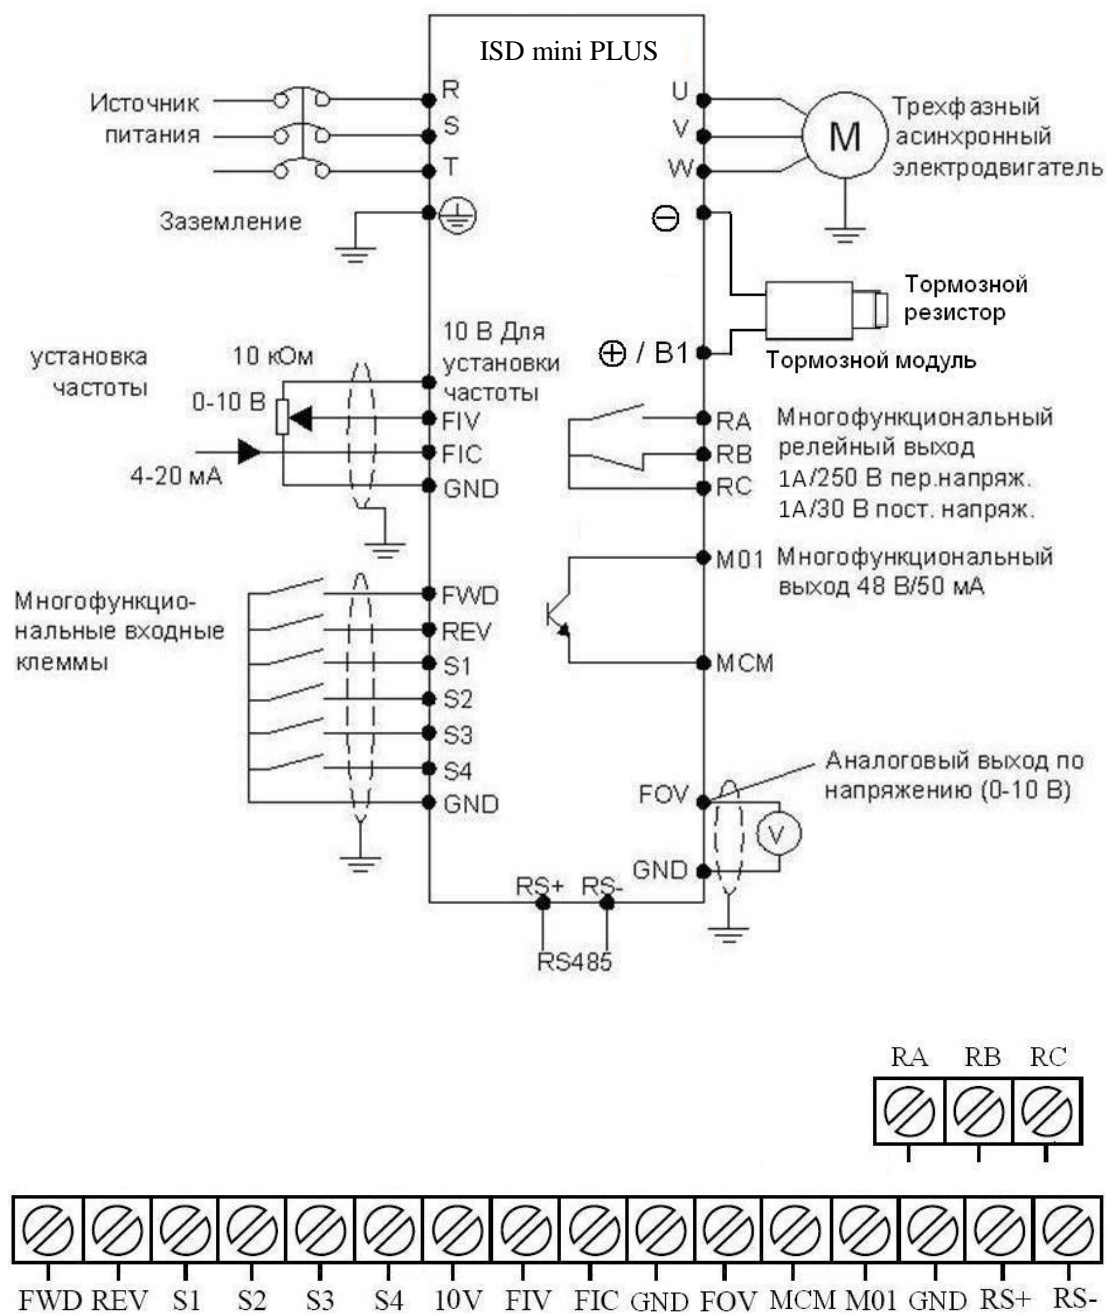 ISD mini PLUS
Источник
питания
R
S
T
Заземление
U
V
W
M
Трехфазный
асинхронный
электродвигатель
⊖
Тормозной
резистор
⊕ / B1
Тормозной модуль
установка
частоты
10 кОм
0-10 В
4-20 мА
10 В Для
установки
частоты
FIV
FIC
GND
RA
RB
RC
Многофункциональный
релейный выход
1А/250 В пер.напряж.
1А/30 В пост. напряж.
M01
MCM
Многофункциональный
выход 48 В/50 мА
Многофункцио-
нальные входные
клеммы
FWD
REV
S1
S2
S3
S4
GND
FOV
GND
V
Аналоговый выход по
напряжению (0-10 В)
RS+ RS-
RS485
RA RB RC
FWD REV S1 S2 S3 S4 10V FIV FIC GND FOV MCM M01 GND RS+ RS-